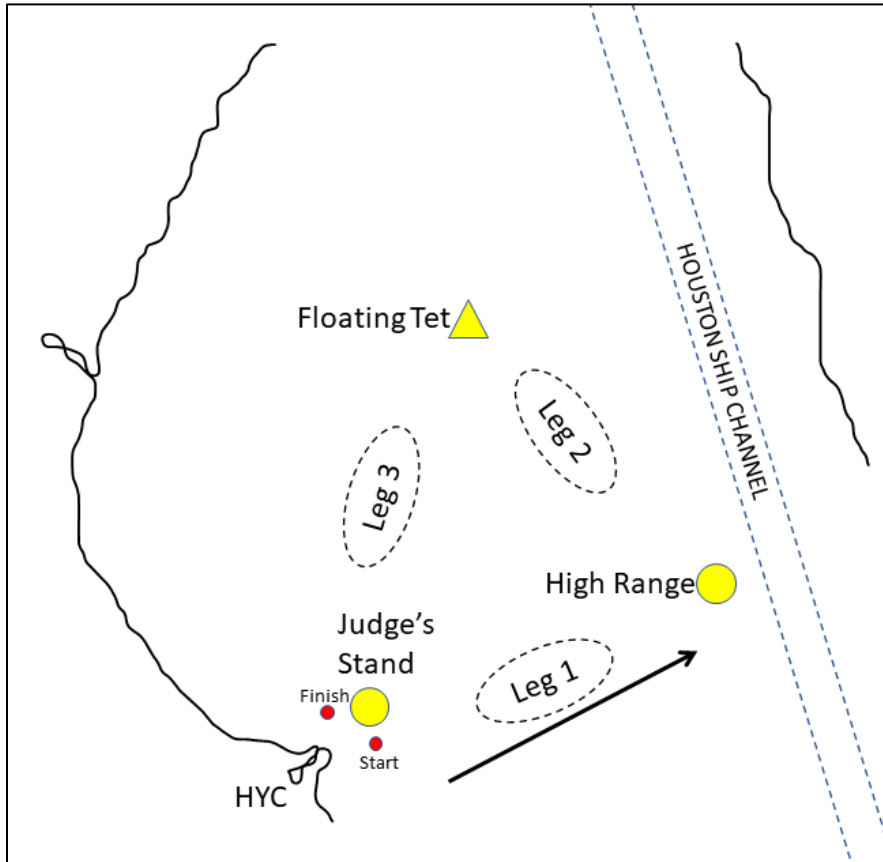 HOUSTON SHIP CHANNEL
Floating Tet
Leg 2
Leg 3
High Range
Judge's
Stand
Leg 1
Finish
Start
HYC